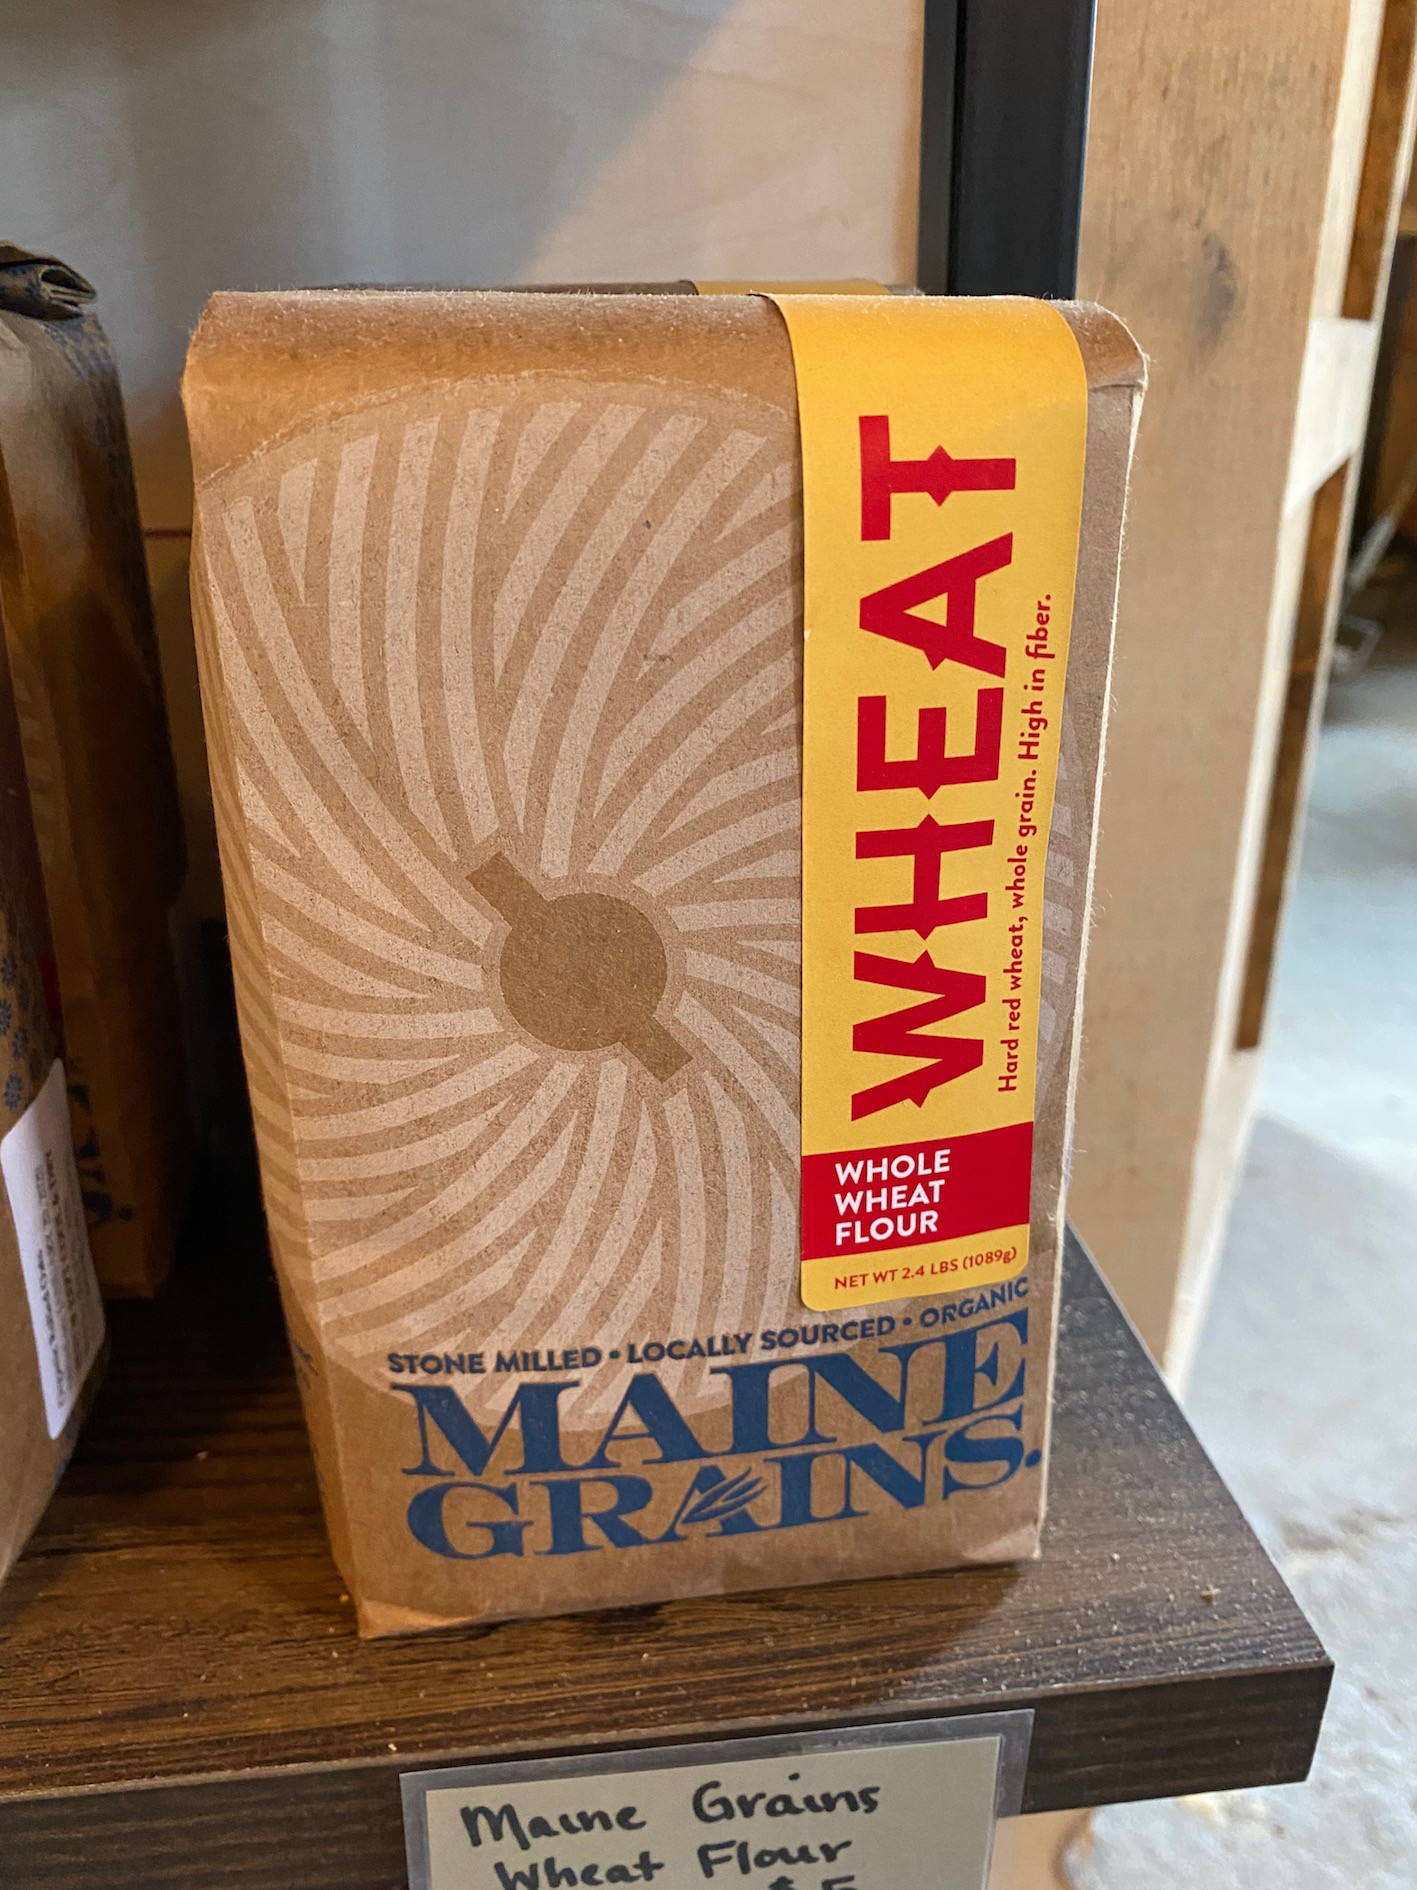 WHEAT
Hard red wheat, whole grain. High in fiber.
WHOLE
WHEAT
FLOUR
NET WT 2.4 LBS (1089g)
STONE MILLED • LOCALLY SOURCED • ORGANIC
MAINE
GRAINS.
Maine Grains
Wheat Flour